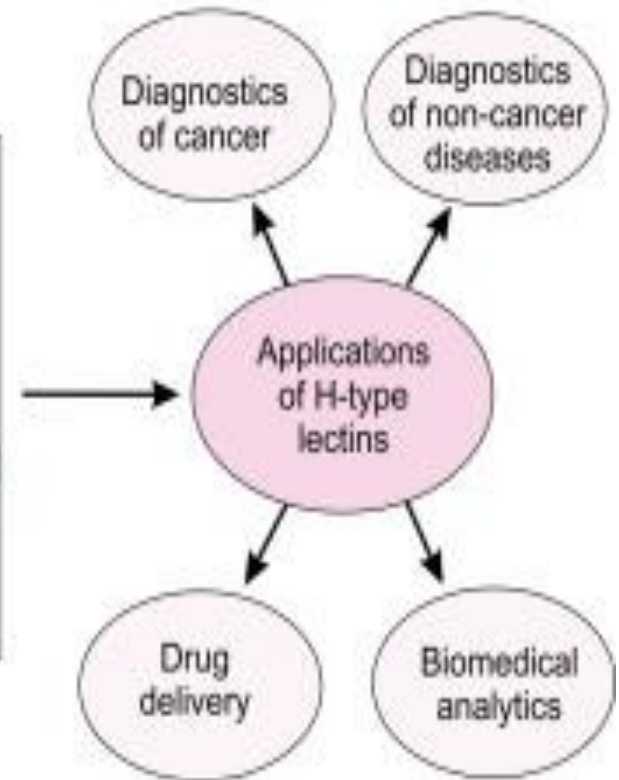 Diagnostics
of cancer
Diagnostics
of non-cancer
diseases
Applications
of H-type
lectins
Drug
delivery
Biomedical
analytics